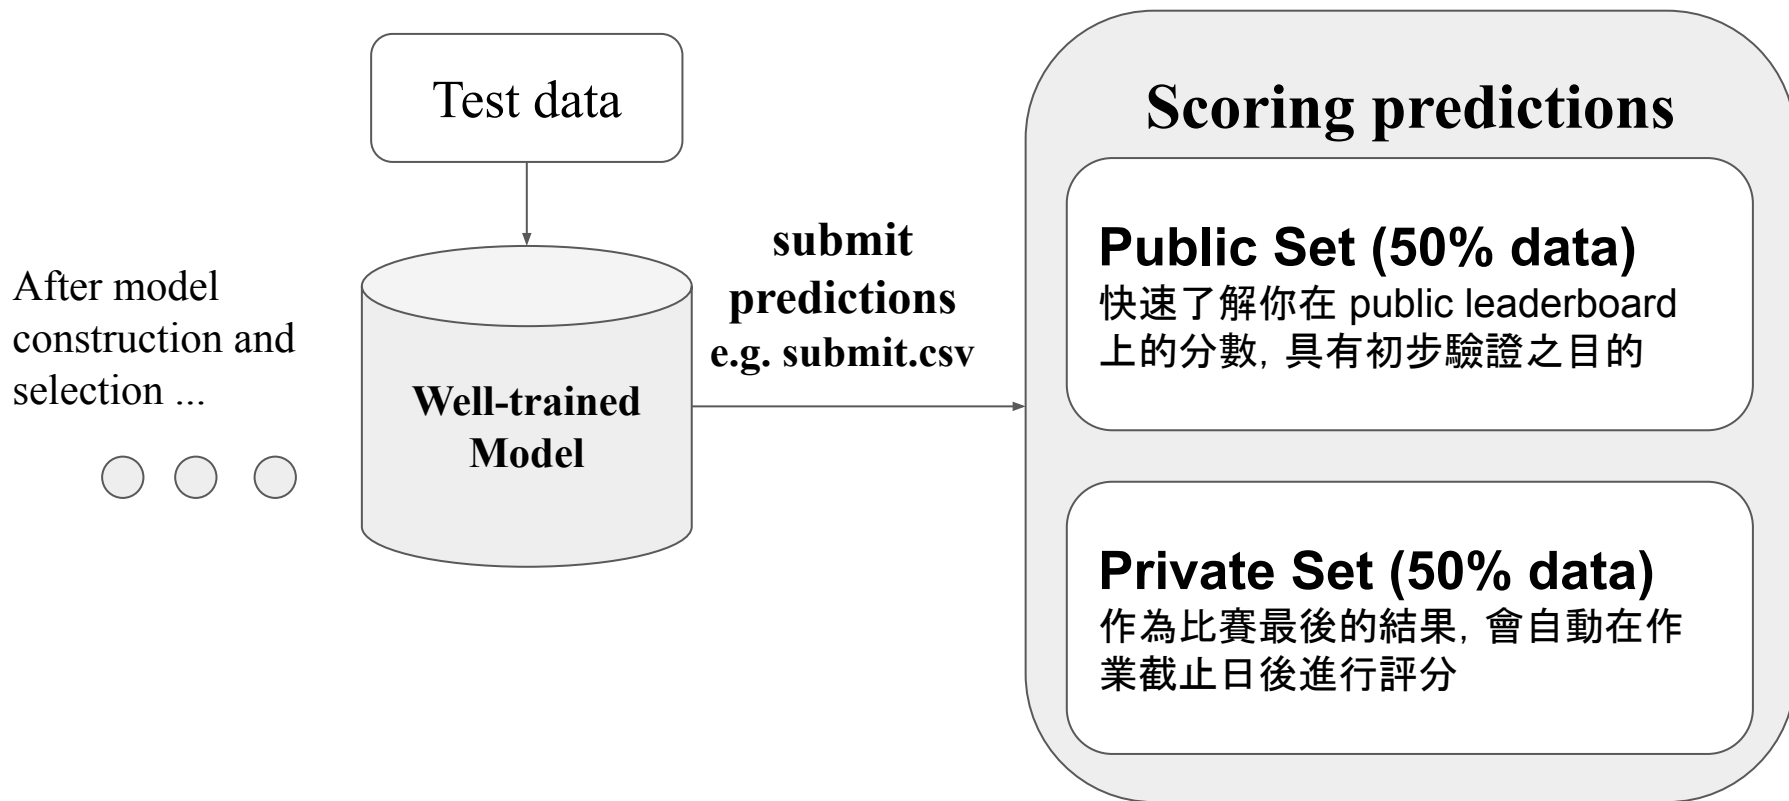 Test data
After model
construction and
selection ...
Well-trained
Model
submit
predictions
e.g. submit.csv
Scoring predictions
Public Set (50% data)
快速了解你在 public leaderboard
上的分數, 具有初步驗證之目的
Private Set (50% data)
作為比賽最後的結果, 會自動在作
業截止日後進行評分